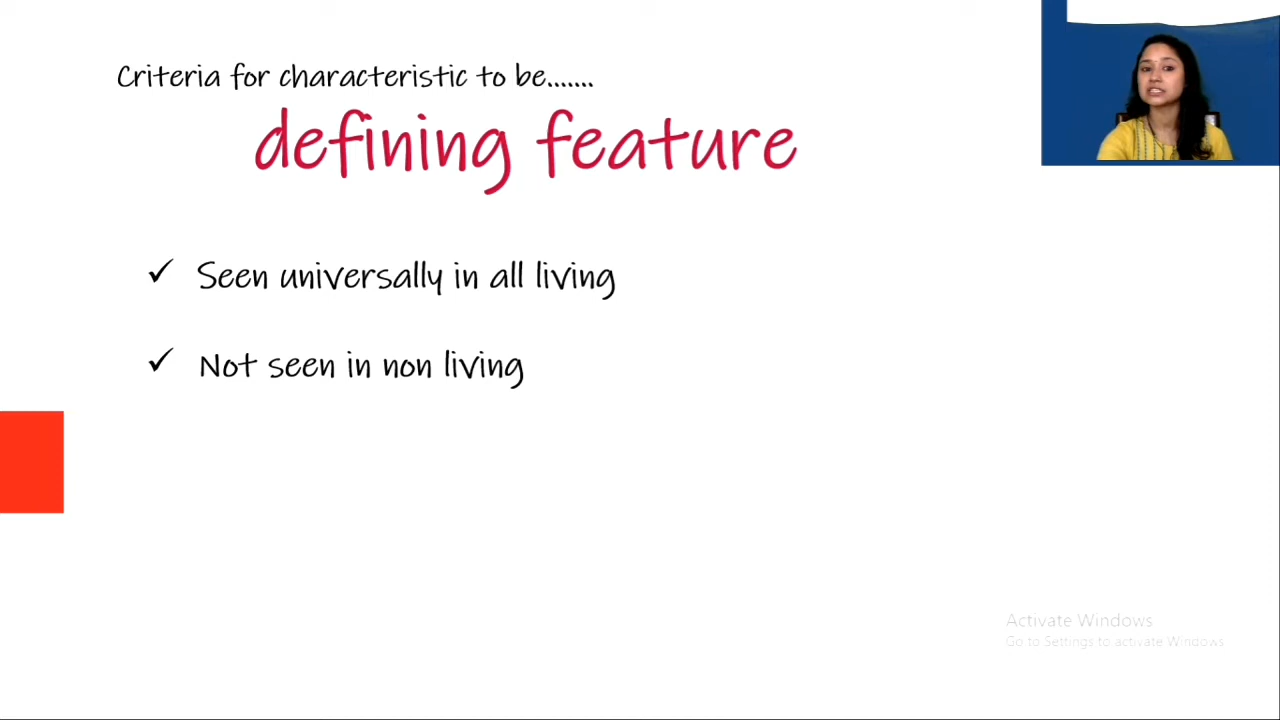 Criteria for characteristic to be.......
defining feature
✓ Seen universally in all living
✓ Not seen in non living
Activate Windows
Go to Settings to activate Windows